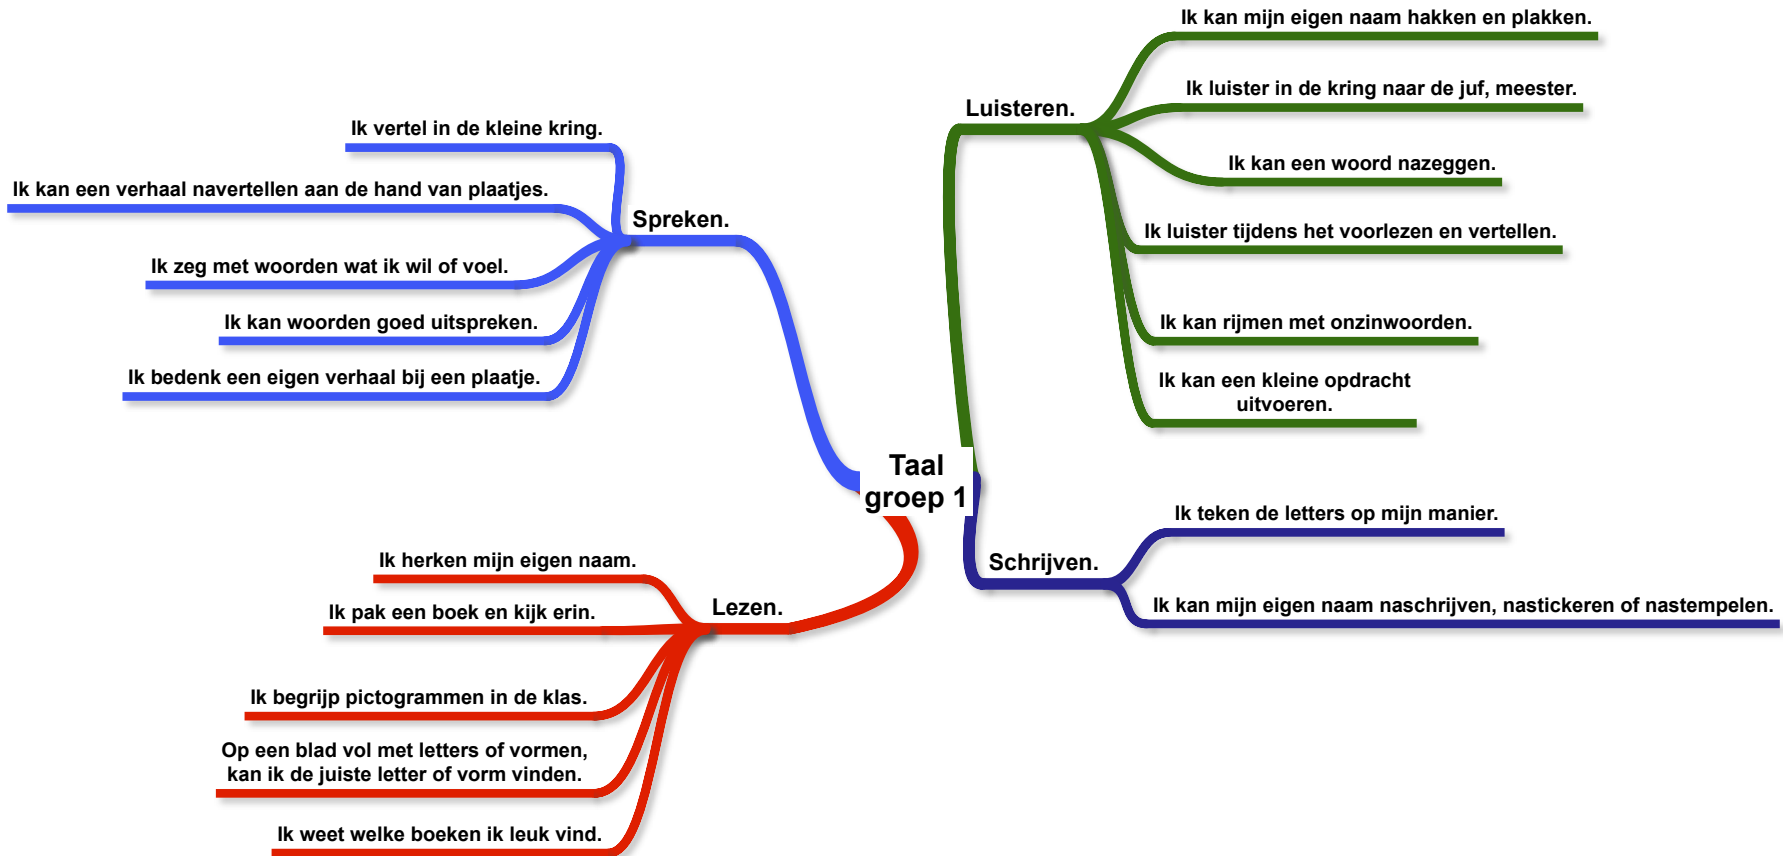 Taal
groep 1
Spreken.
Ik vertel in de kleine kring.
Ik kan een verhaal navertellen aan de hand van plaatjes.
Ik zeg met woorden wat ik wil of voel.
Ik kan woorden goed uitspreken.
Ik bedenk een eigen verhaal bij een plaatje.
Lezen.
Ik herken mijn eigen naam.
Ik pak een boek en kijk erin.
Ik begrijp pictogrammen in de klas.
Op een blad vol met letters of vormen,
kan ik de juiste letter of vorm vinden.
Ik weet welke boeken ik leuk vind.
Luisteren.
Ik kan mijn eigen naam hakken en plakken.
Ik luister in de kring naar de juf, meester.
Ik kan een woord nazeggen.
Ik luister tijdens het voorlezen en vertellen.
Ik kan rijmen met onzinwoorden.
Ik kan een kleine opdracht
uitvoeren.
Schrijven.
Ik teken de letters op mijn manier.
Ik kan mijn eigen naam naschrijven, nastickeren of nastempelen.